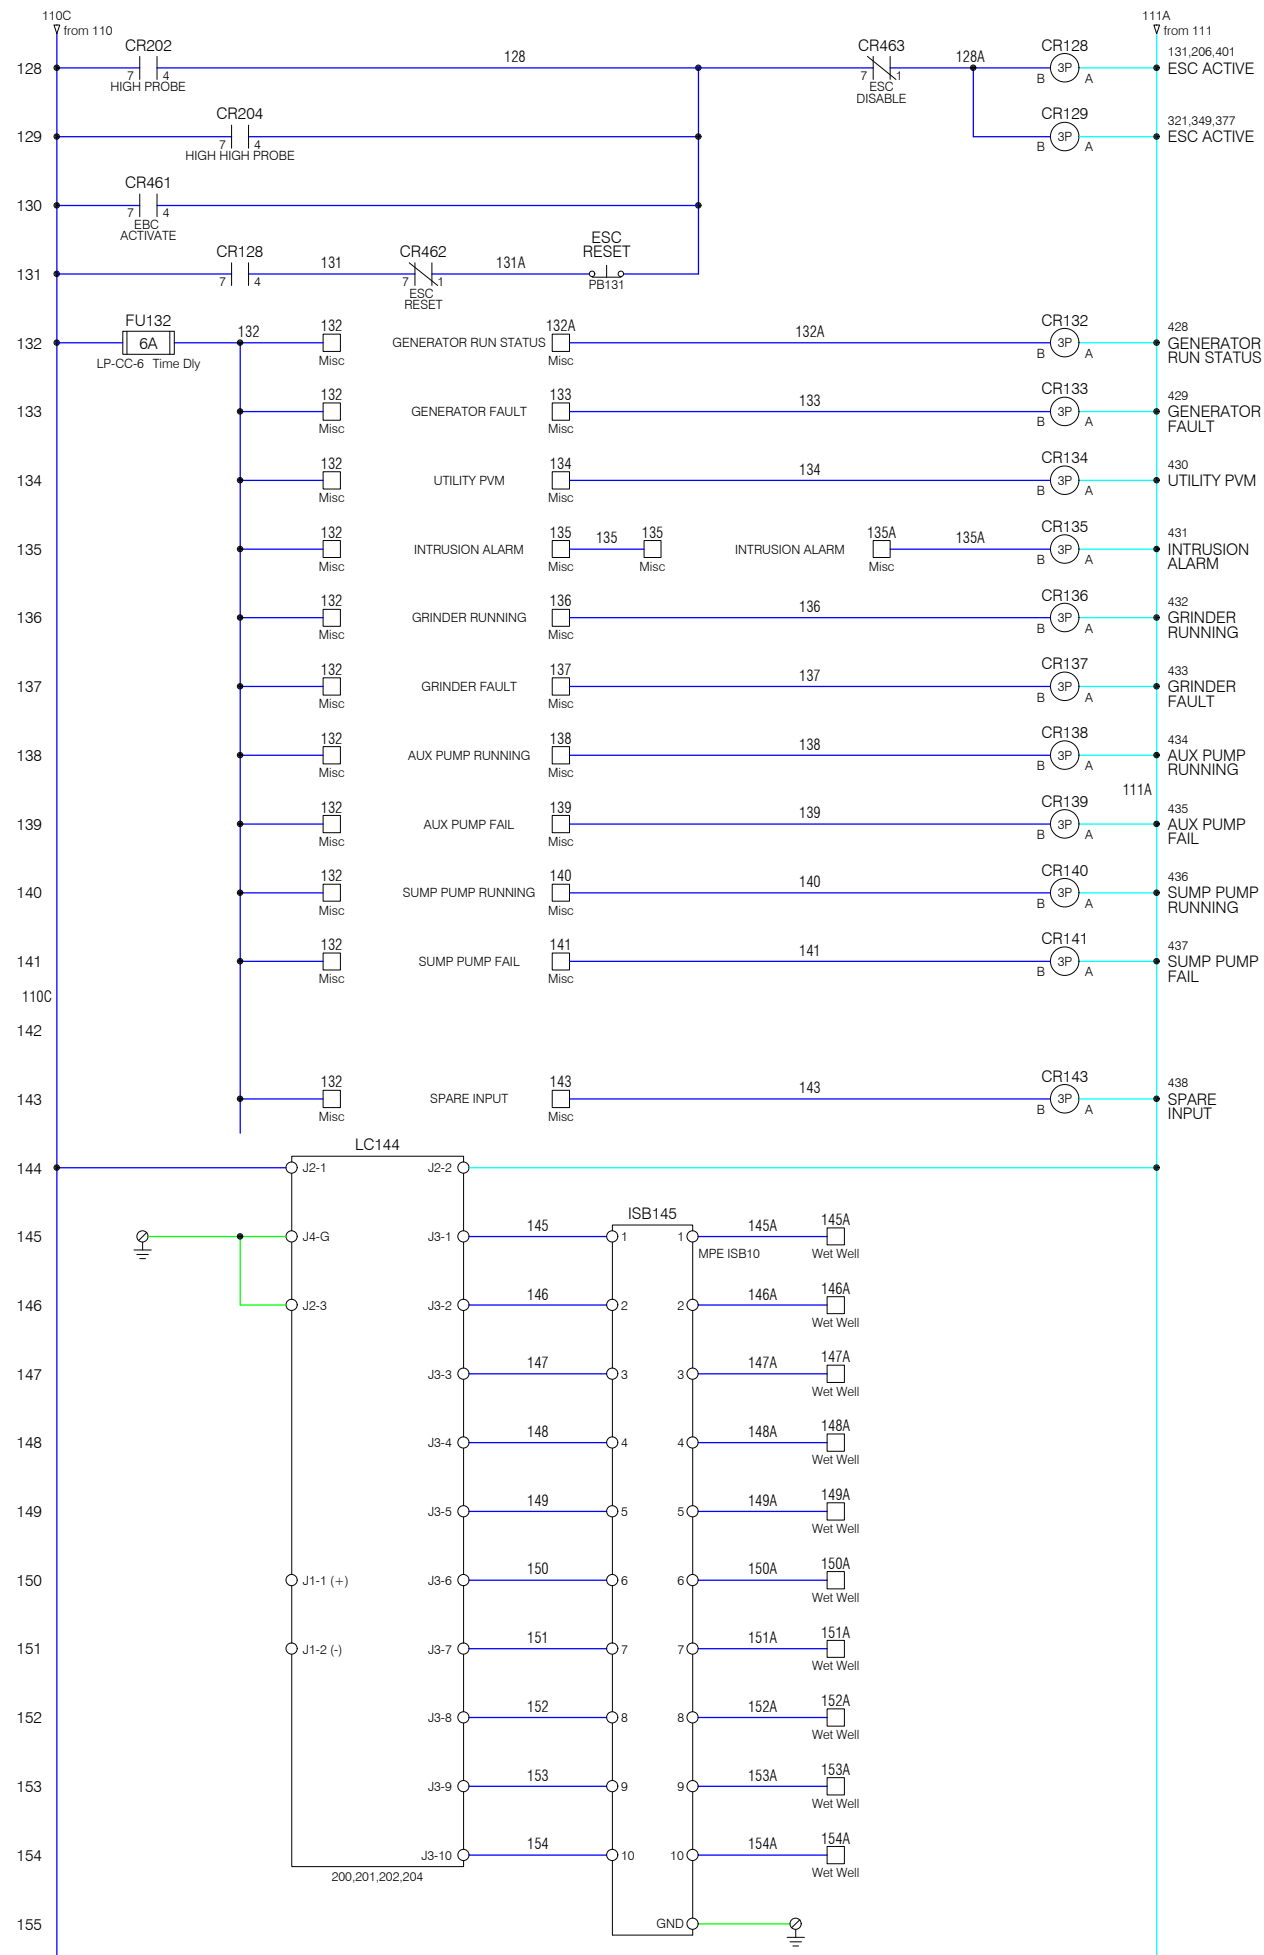 110C
from 110
111A
from 111
128
CR202
7 4
HIGH PROBE
128
CR463
7 1
ESC
DISABLE
128A
CR128
B 3P A
131,206,401
ESC ACTIVE
129
CR204
7 4
HIGH HIGH PROBE
CR129
B 3P A
321,349,377
ESC ACTIVE
130
CR461
7 4
EBC
ACTIVATE
131
CR128
7 4
131
CR462
7 1
ESC
RESET
131A
ESC
RESET
PB131
132
FU132
6A
LP-CC-6 Time Dly
132
132
Misc
GENERATOR RUN STATUS
132A
Misc
132A
CR132
B 3P A
428
GENERATOR
RUN STATUS
133
132
Misc
GENERATOR FAULT
133
Misc
133
CR133
B 3P A
429
GENERATOR
FAULT
134
132
Misc
UTILITY PVM
134
Misc
134
CR134
B 3P A
430
UTILITY PVM
135
132
Misc
INTRUSION ALARM
135
Misc
135
135
Misc
INTRUSION ALARM
135A
Misc
135A
CR135
B 3P A
431
INTRUSION
ALARM
136
132
Misc
GRINDER RUNNING
136
Misc
136
CR136
B 3P A
432
GRINDER
RUNNING
137
132
Misc
GRINDER FAULT
137
Misc
137
CR137
B 3P A
433
GRINDER
FAULT
138
132
Misc
AUX PUMP RUNNING
138
Misc
138
CR138
B 3P A
434
AUX PUMP
RUNNING
111A
139
132
Misc
AUX PUMP FAIL
139
Misc
139
CR139
B 3P A
435
AUX PUMP
FAIL
140
132
Misc
SUMP PUMP RUNNING
140
Misc
140
CR140
B 3P A
436
SUMP PUMP
RUNNING
141
132
Misc
SUMP PUMP FAIL
141
Misc
141
CR141
B 3P A
437
SUMP PUMP
FAIL
110C
142
143
132
Misc
SPARE INPUT
143
Misc
143
CR143
B 3P A
438
SPARE
INPUT
LC144
144
J2-1
J2-2
ISB145
145
J4-G
J3-1
145
1
1
MPE ISB10
145A
145A
Wet Well
146
J2-3
J3-2
146
2
2
146A
146A
Wet Well
147
J3-3
147
3
3
147A
147A
Wet Well
148
J3-4
148
4
4
148A
148A
Wet Well
149
J3-5
149
5
5
149A
149A
Wet Well
150
J1-1 (+)
J3-6
150
6
6
150A
150A
Wet Well
151
J1-2 (-)
J3-7
151
7
7
151A
151A
Wet Well
152
J3-8
152
8
8
152A
152A
Wet Well
153
J3-9
153
9
9
153A
153A
Wet Well
154
J3-10
154
10
10
154A
154A
Wet Well
200,201,202,204
155
GND